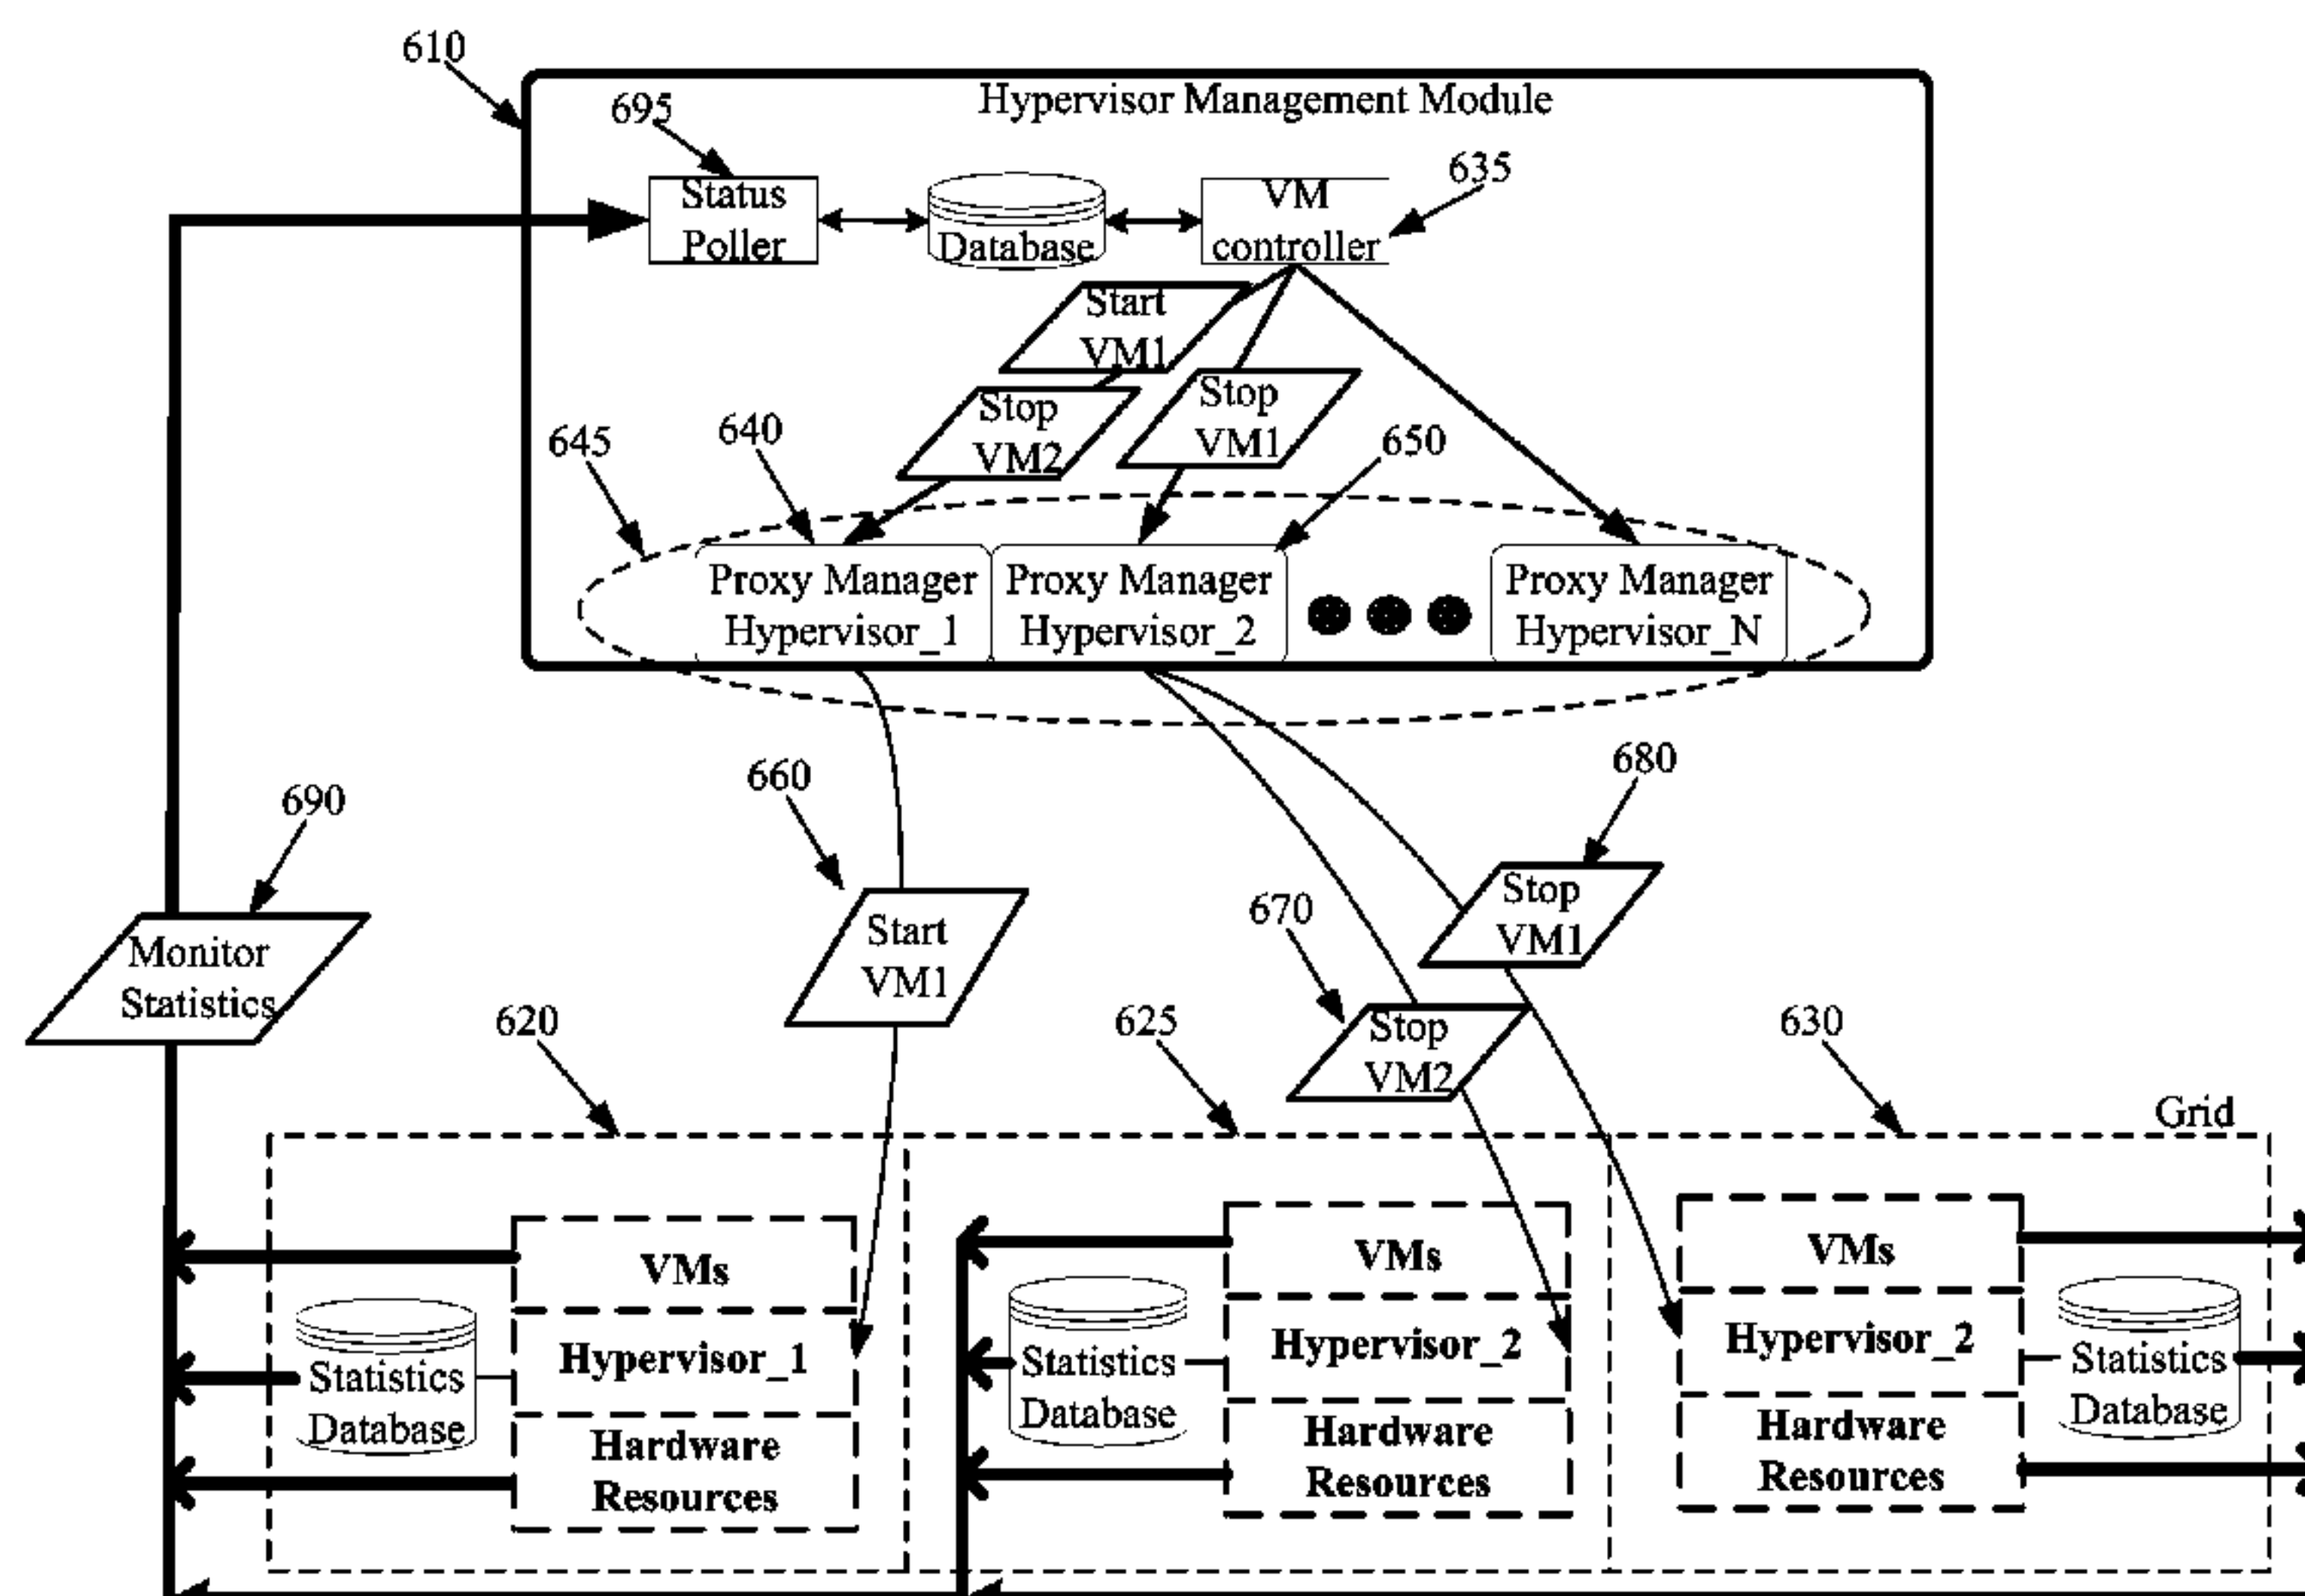 610
Hypervisor Management Module
695
635
Status
Poller
Database
VM
controller
Start
VM1
Stop
VM2
Stop
VM1
645
640
650
Proxy Manager
Hypervisor_1
Proxy Manager
Hypervisor_2
Proxy Manager
Hypervisor_N
690
660
680
670
Monitor
Statistics
Start
VM1
Stop
VM1
Stop
VM2
620
625
630
Grid
VMs
Hypervisor_1
Hardware
Resources
Statistics
Database
VMs
Hypervisor_2
Hardware
Resources
Statistics
Database
VMs
Hypervisor_2
Hardware
Resources
Statistics
Database